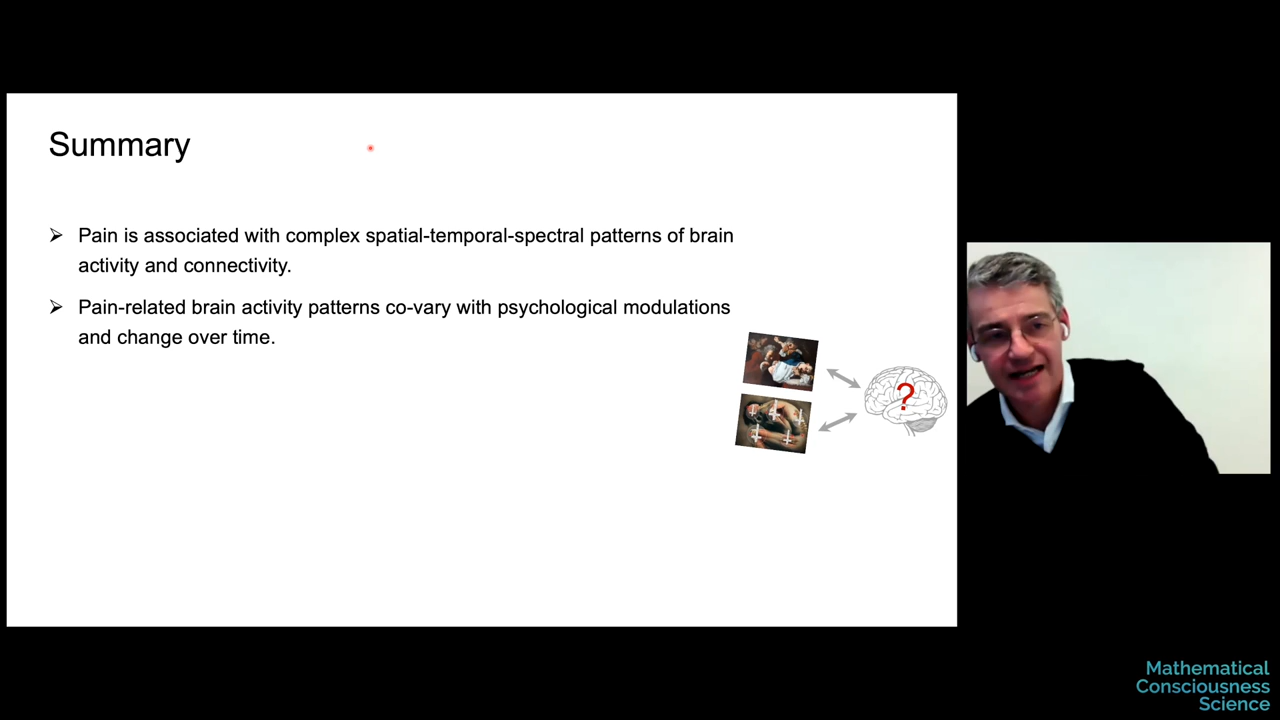 Summary
➢ Pain is associated with complex spatial-temporal-spectral patterns of brain
activity and connectivity.
➢ Pain-related brain activity patterns co-vary with psychological modulations
and change over time.
?
Mathematical
Consciousness
Science